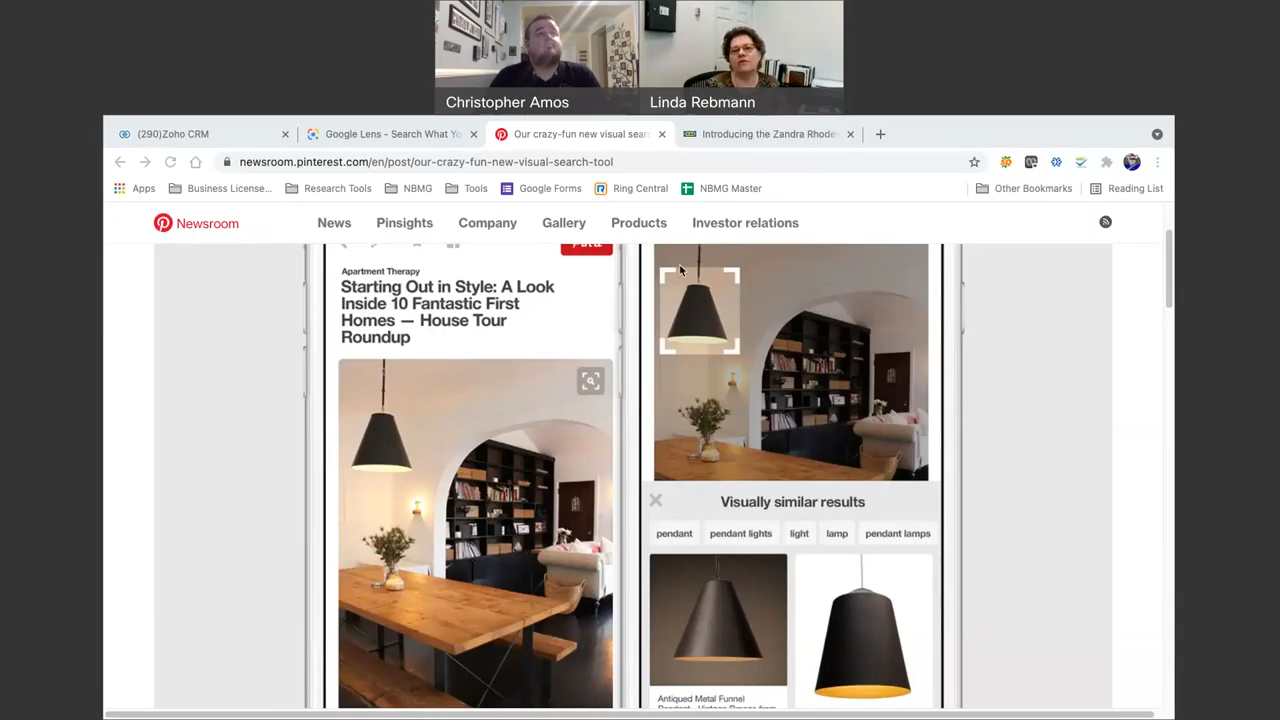 Christopher Amos
Linda Rebmann
(290)Zoho CRM
Google Lens - Search What Yo
Our crazy-fun new visual sear
Introducing the Zandra Rhodes
newsroom.pinterest.com/en/post/our-crazy-fun-new-visual-search-tool
Apps
Business License...
Research Tools
NBMG
Tools
Google Forms
Ring Central
NBMG Master
Other Bookmarks
Reading List
Newsroom
News
Pinsights
Company
Gallery
Products
Investor relations
Apartment Therapy
Starting Out in Style: A Look
Inside 10 Fantastic First
Homes — House Tour
Roundup
Visually similar results
pendant
pendant lights
light
lamp
pendant lamps
Antiqued Metal Funnel